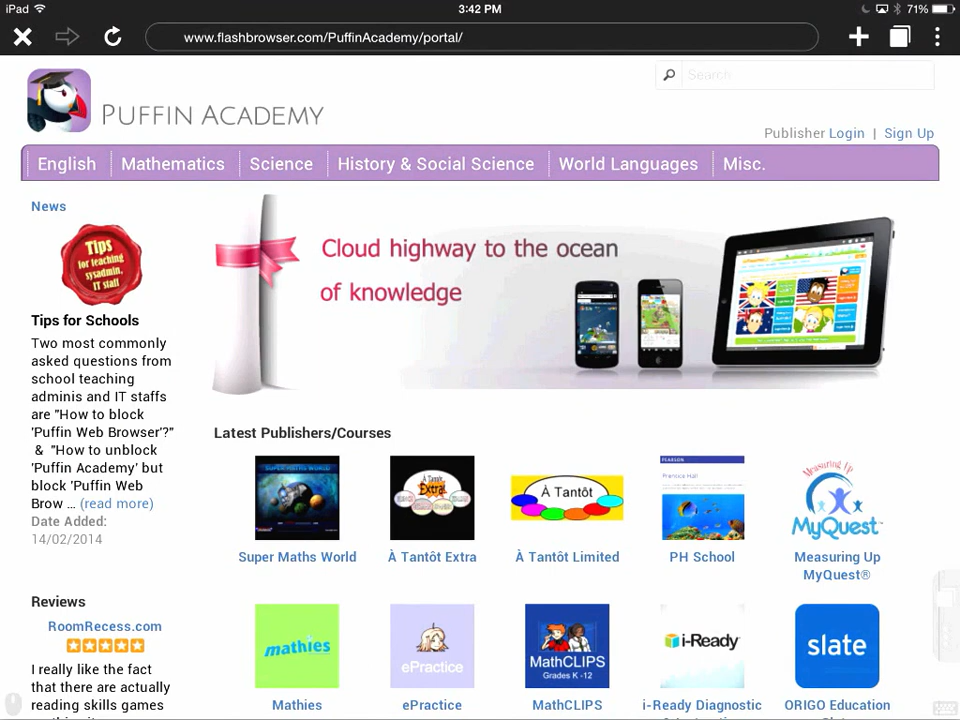 iPad
3:42 PM
71%
www.flashbrowser.com/PuffinAcademy/portal/
Search
PUFFIN ACADEMY
Publisher Login | Sign Up
English
Mathematics
Science
History & Social Science
World Languages
Misc.
News
Tips
for teaching
sysadmin,
IT staff
Tips for Schools
Two most commonly
asked questions from
school teaching
adminis and IT staffs
are "How to block
'Puffin Web Browser'?"
& "How to unblock
'Puffin Academy' but
block 'Puffin Web
Brow ... (read more)
Date Added:
14/02/2014
Reviews
RoomRecess.com
I really like the fact
that there are actually
reading skills games
Cloud highway to the ocean
of knowledge
Latest Publishers/Courses
SUPER MATHS WORLD
Super Maths World
À Tantôt
Extra!
À Tantôt Extra
À Tantôt
À Tantôt Limited
PEARSON
Prentice Hall
PH School
Measuring Up
MyQuest
Measuring Up
MyQuest®
mathies
Mathies
ePractice
ePractice
MathCLIPS
Grades K -12
MathCLIPS
i-Ready
i-Ready Diagnostic
slate
ORIGO Education